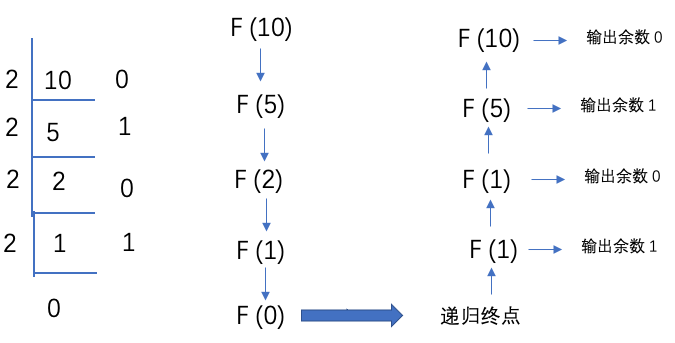 2 10 0
2 5 1
2 2 0
2 1 1
0
F (10)
F (5)
F (2)
F (1)
F (0)
F (10) 输出余数 0
F (5) 输出余数 1
F (1) 输出余数 0
F (1) 输出余数 1
递归终点